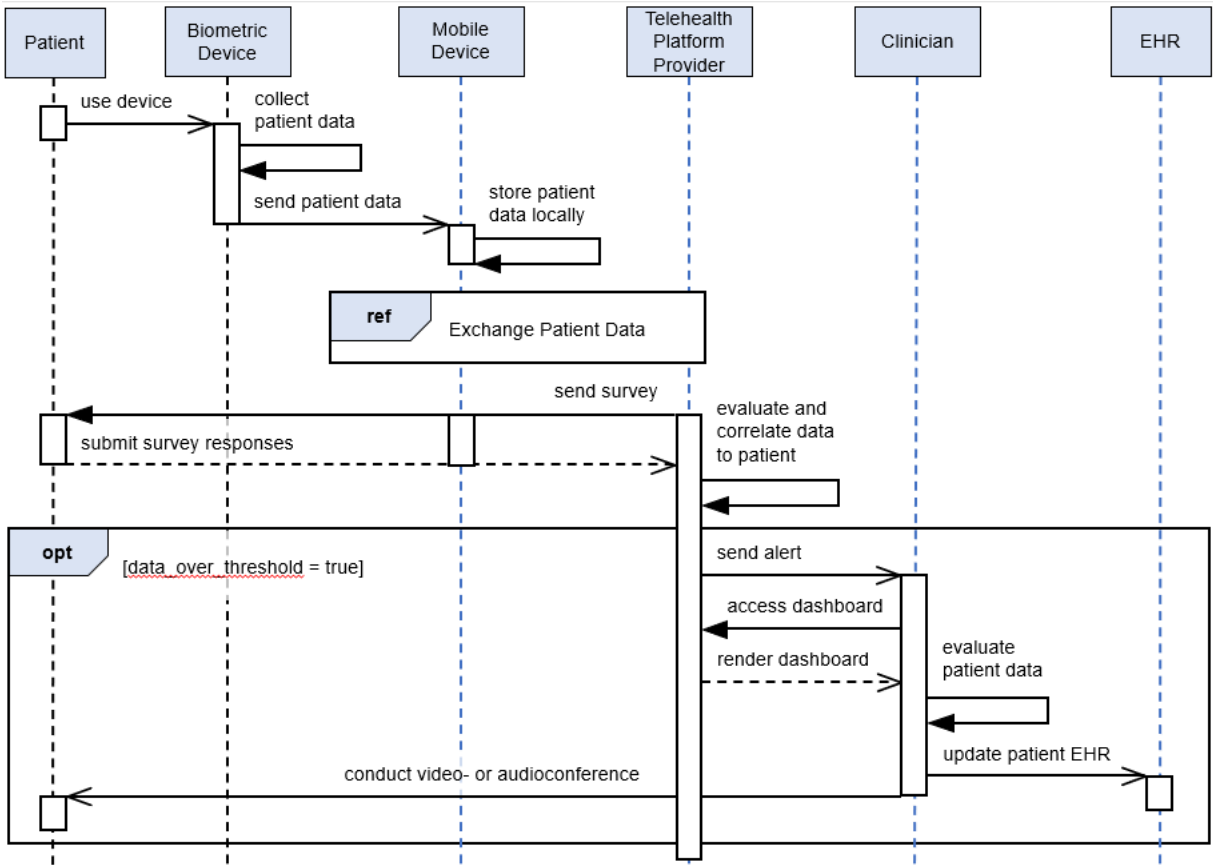 Patient
Biometric
Device
Mobile
Device
Telehealth
Platform
Provider
Clinician
EHR
use device
collect
patient data
send patient data
store patient
data locally
ref
Exchange Patient Data
send survey
submit survey responses
evaluate and
correlate data
to patient
opt
[data_over_threshold = true]
send alert
access dashboard
render dashboard
evaluate
patient data
update patient EHR
conduct video- or audioconference